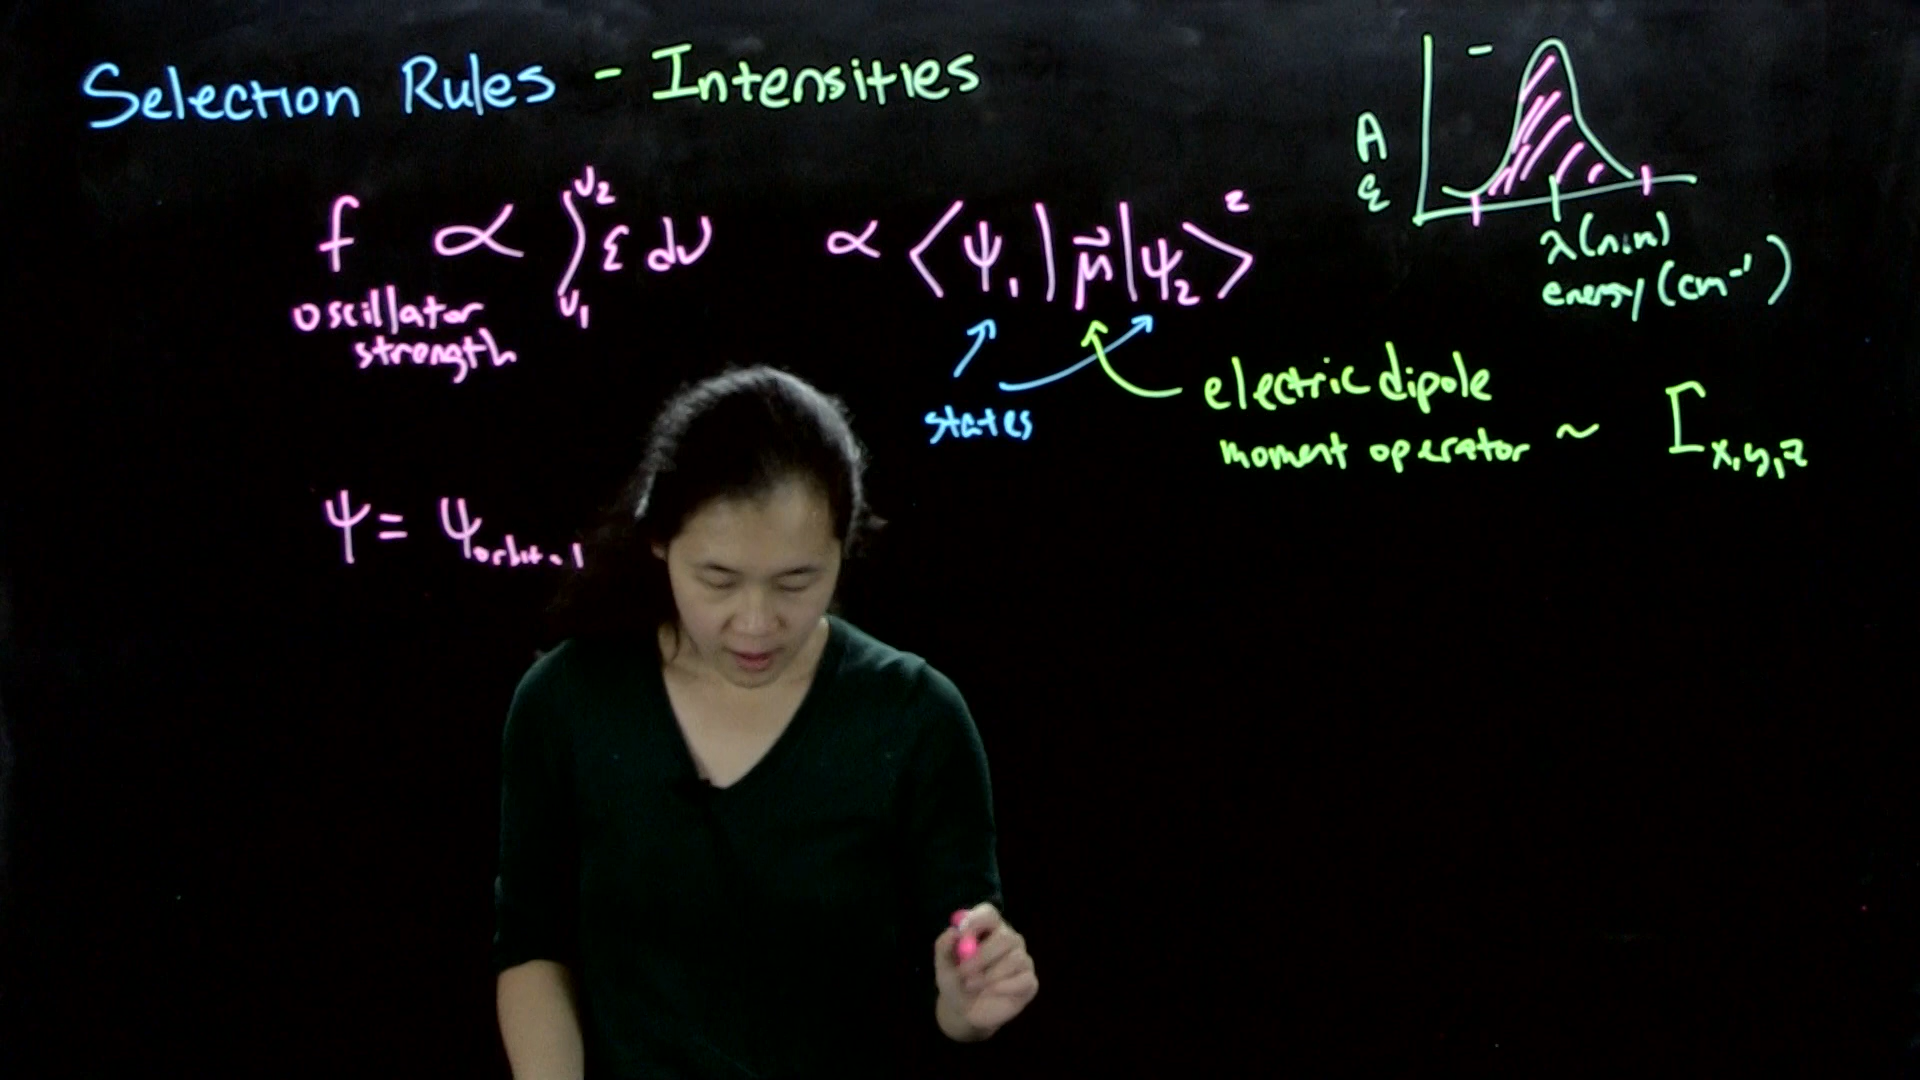 Selection Rules - Intensities
f ∝ ∫ν₁ν₂ ε dν ∝ ⟨ψ₁|μ⃗|ψ₂⟩²
oscillator
strength
states
electric dipole
moment operator ~ Γx,y,z
ψ = ψorbital
A
ε
λ(nm)
energy (cm⁻¹)